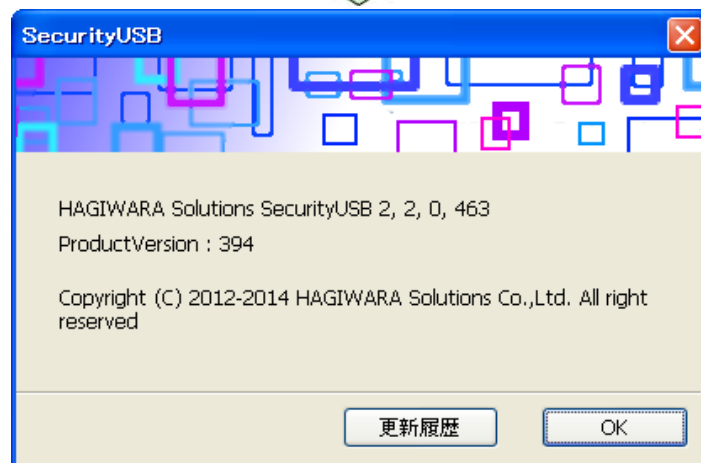 SecurityUSB
HAGIWARA Solutions SecurityUSB 2, 2, 0, 463
ProductVersion : 394
Copyright (C) 2012-2014 HAGIWARA Solutions Co.,Ltd. All right
reserved
更新履歴
OK